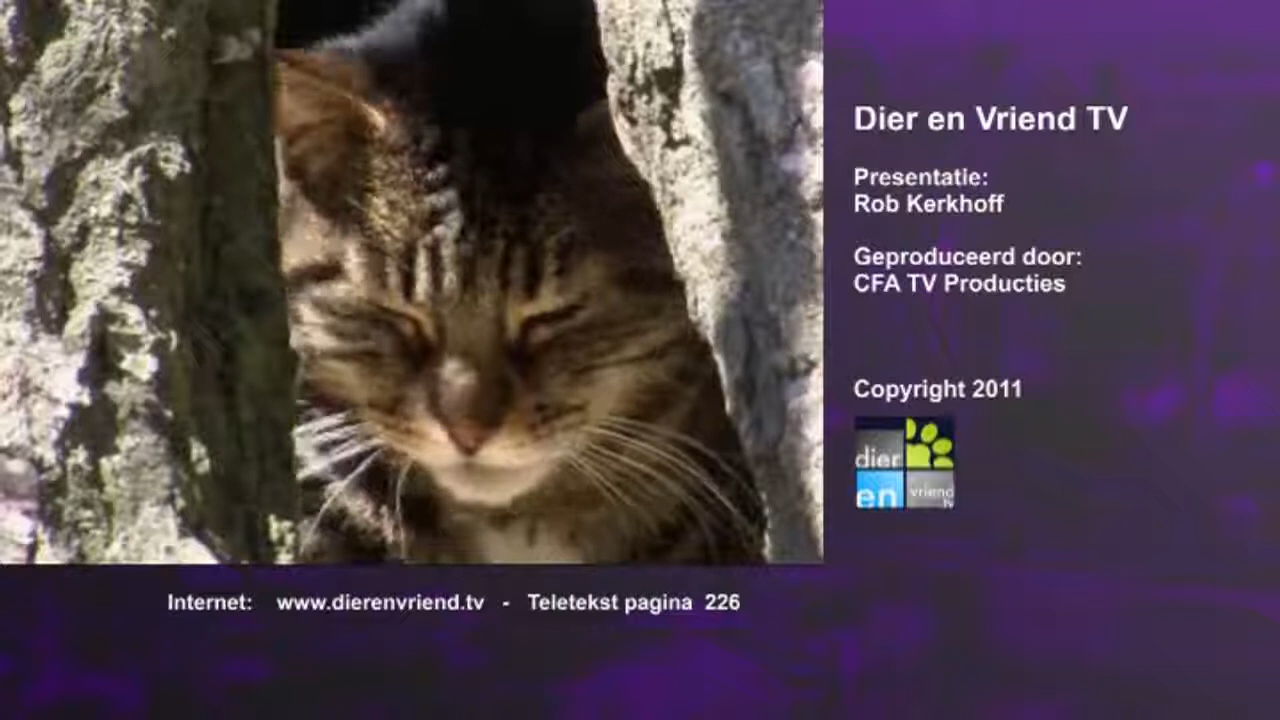 Dier en Vriend TV
Presentatie:
Rob Kerkhoff
Geproduceerd door:
CFA TV Producties
Copyright 2011
dier
en vriend
tv
Internet: www.dierenvriend.tv - Teletekst pagina 226